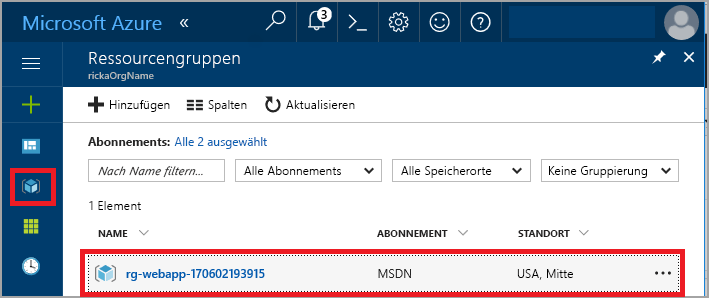 Microsoft Azure « 3
Ressourcengruppen
rickaOrgName
Hinzufügen Spalten Aktualisieren
Abonnements: Alle 2 ausgewählt
Nach Name filtern... Alle Abonnements Alle Speicherorte Keine Gruppierung
1 Element
NAME ABONNEMENT STANDORT
rg-webapp-170602193915 MSDN USA, Mitte ...